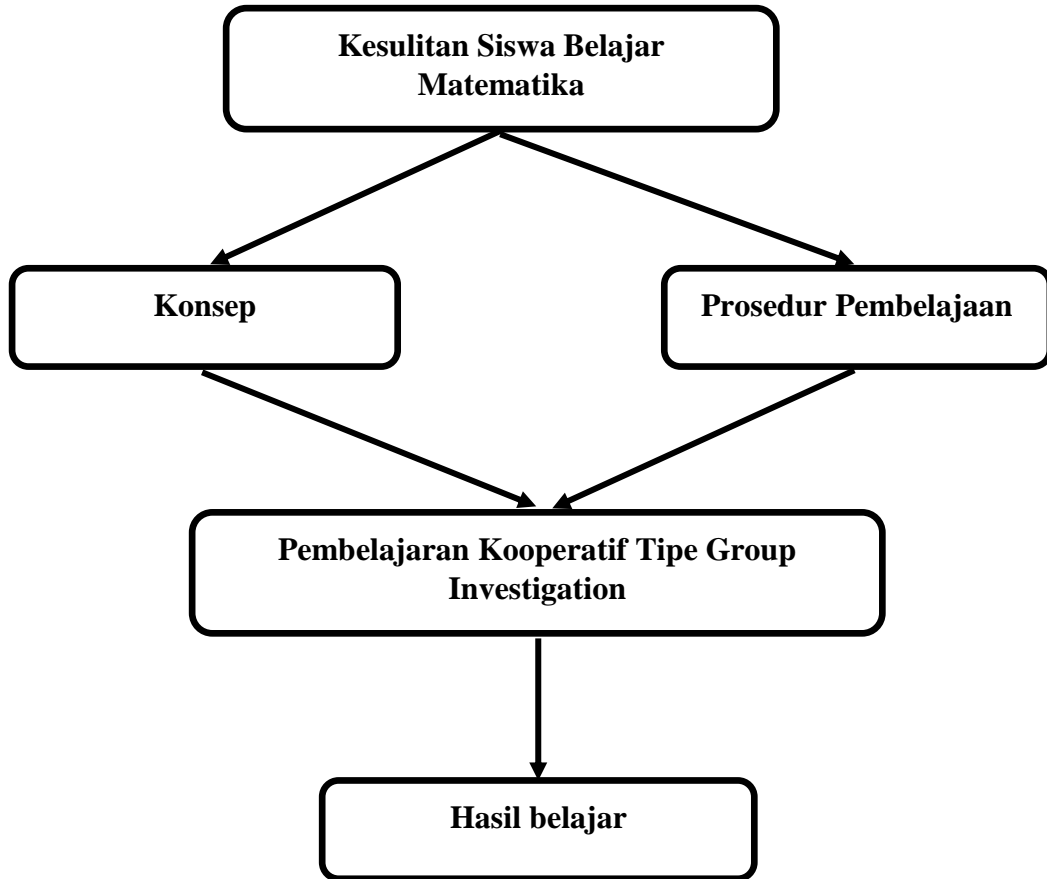 Kesulitan Siswa Belajar
Matematika
Konsep
Prosedur Pembelajaan
Pembelajaran Kooperatif Tipe Group
Investigation
Hasil belajar